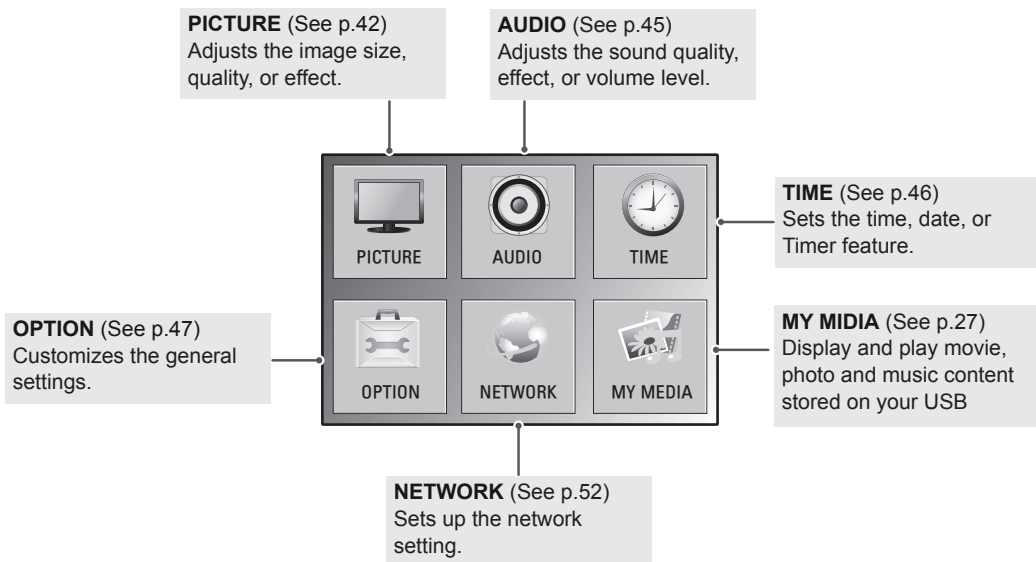 PICTURE (See p.42)
Adjusts the image size,
quality, or effect.
AUDIO (See p.45)
Adjusts the sound quality,
effect, or volume level.
PICTURE
AUDIO
TIME
TIME (See p.46)
Sets the time, date, or
Timer feature.
OPTION (See p.47)
Customizes the general
settings.
OPTION
NETWORK
MY MEDIA
MY MIDIA (See p.27)
Display and play movie,
photo and music content
stored on your USB
NETWORK (See p.52)
Sets up the network
setting.